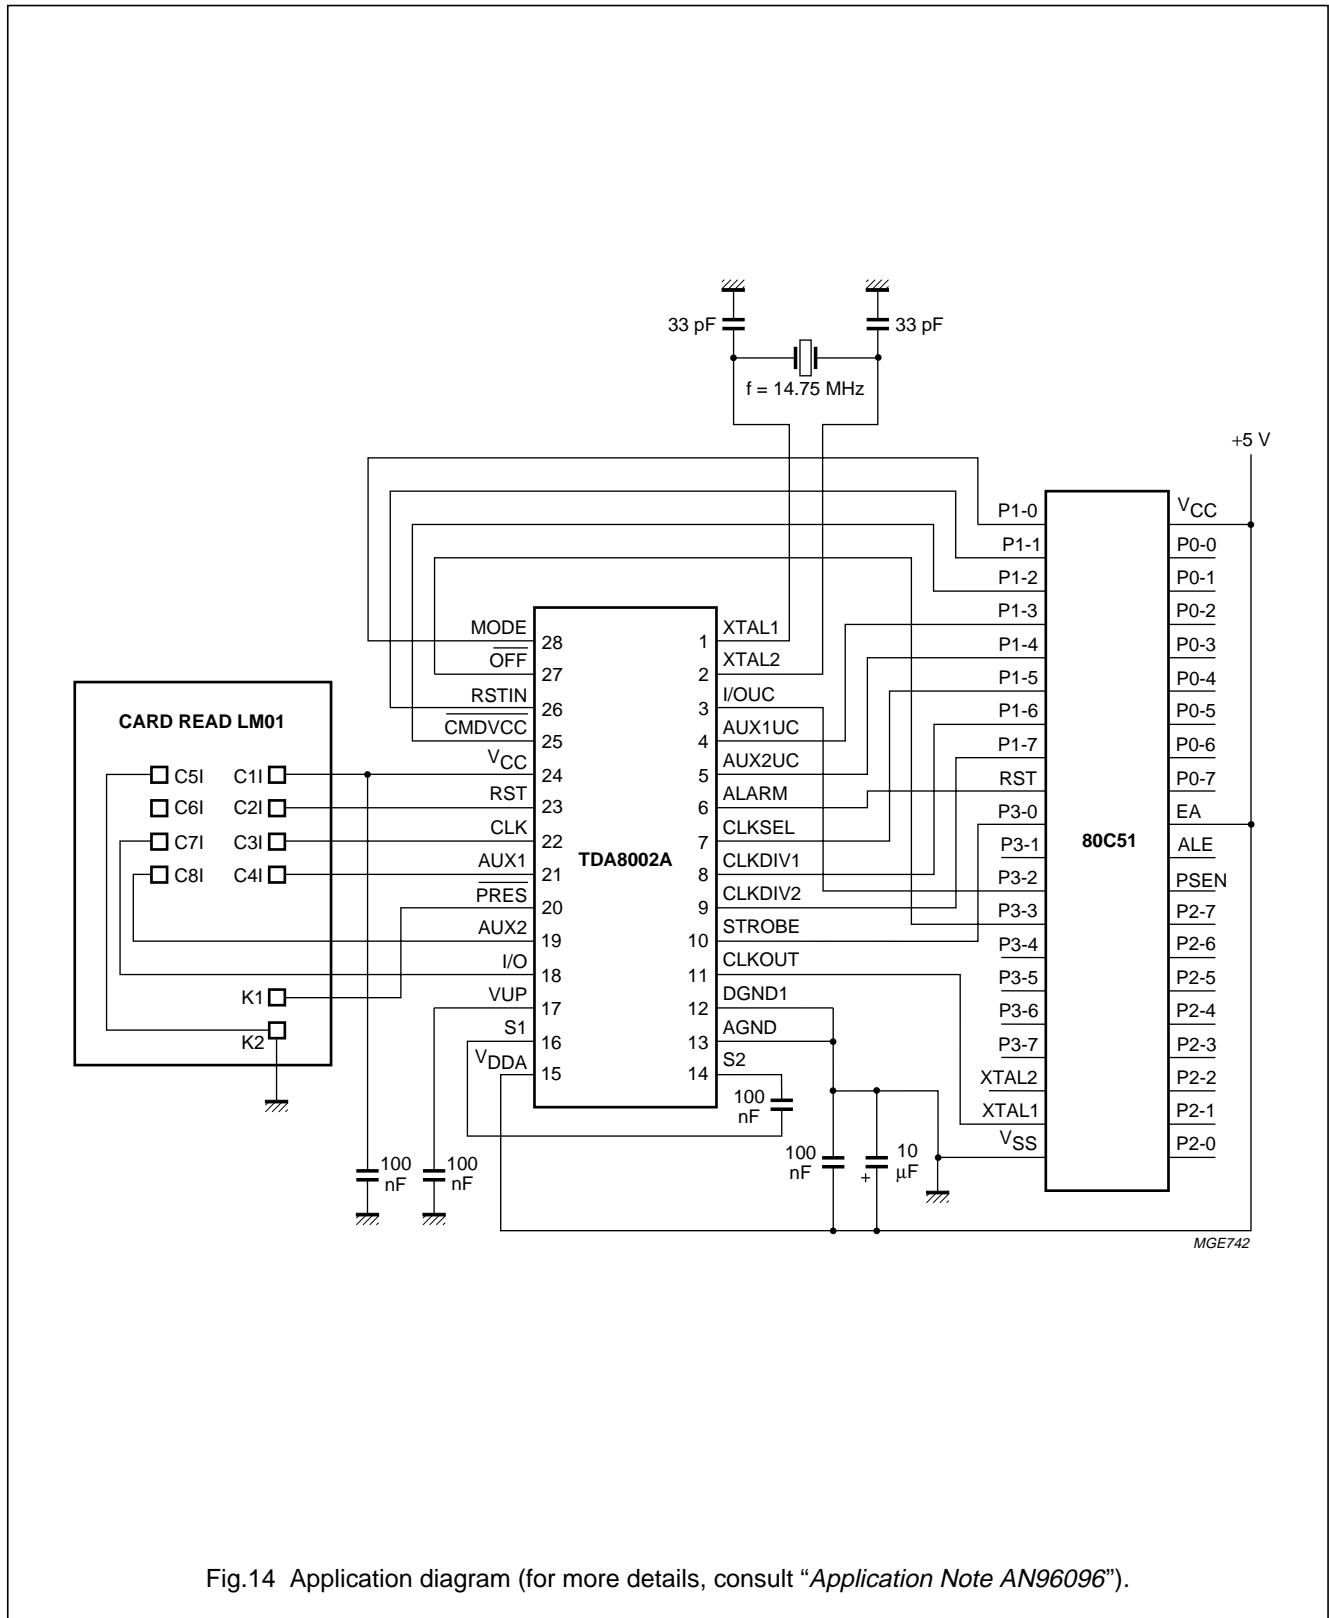 33 pF
33 pF
f = 14.75 MHz
+5 V
P1-0
P1-1
P1-2
P1-3
P1-4
P1-5
P1-6
P1-7
RST
P3-0
P3-1
P3-2
P3-3
P3-4
P3-5
P3-6
P3-7
XTAL2
XTAL1
VSS
80C51
VCC
P0-0
P0-1
P0-2
P0-3
P0-4
P0-5
P0-6
P0-7
EA
ALE
PSEN
P2-7
P2-6
P2-5
P2-4
P2-3
P2-2
P2-1
P2-0
MODE 28
OFF 27
RSTIN 26
CMDVCC 25
VCC 24
RST 23
CLK 22
AUX1 21
PRES 20
AUX2 19
I/O 18
VUP 17
S1 16
VDDA 15
TDA8002A
1 XTAL1
2 XTAL2
3 I/OUC
4 AUX1UC
5 AUX2UC
6 ALARM
7 CLKSEL
8 CLKDIV1
9 CLKDIV2
10 STROBE
11 CLKOUT
12 DGND1
13 AGND
14 S2
CARD READ LM01
C5I C1I
C6I C2I
C7I C3I
C8I C4I
K1
K2
100 nF
100 nF
100 nF
100 nF
10 μF
+
MGE742
Fig.14 Application diagram (for more details, consult “Application Note AN96096”).